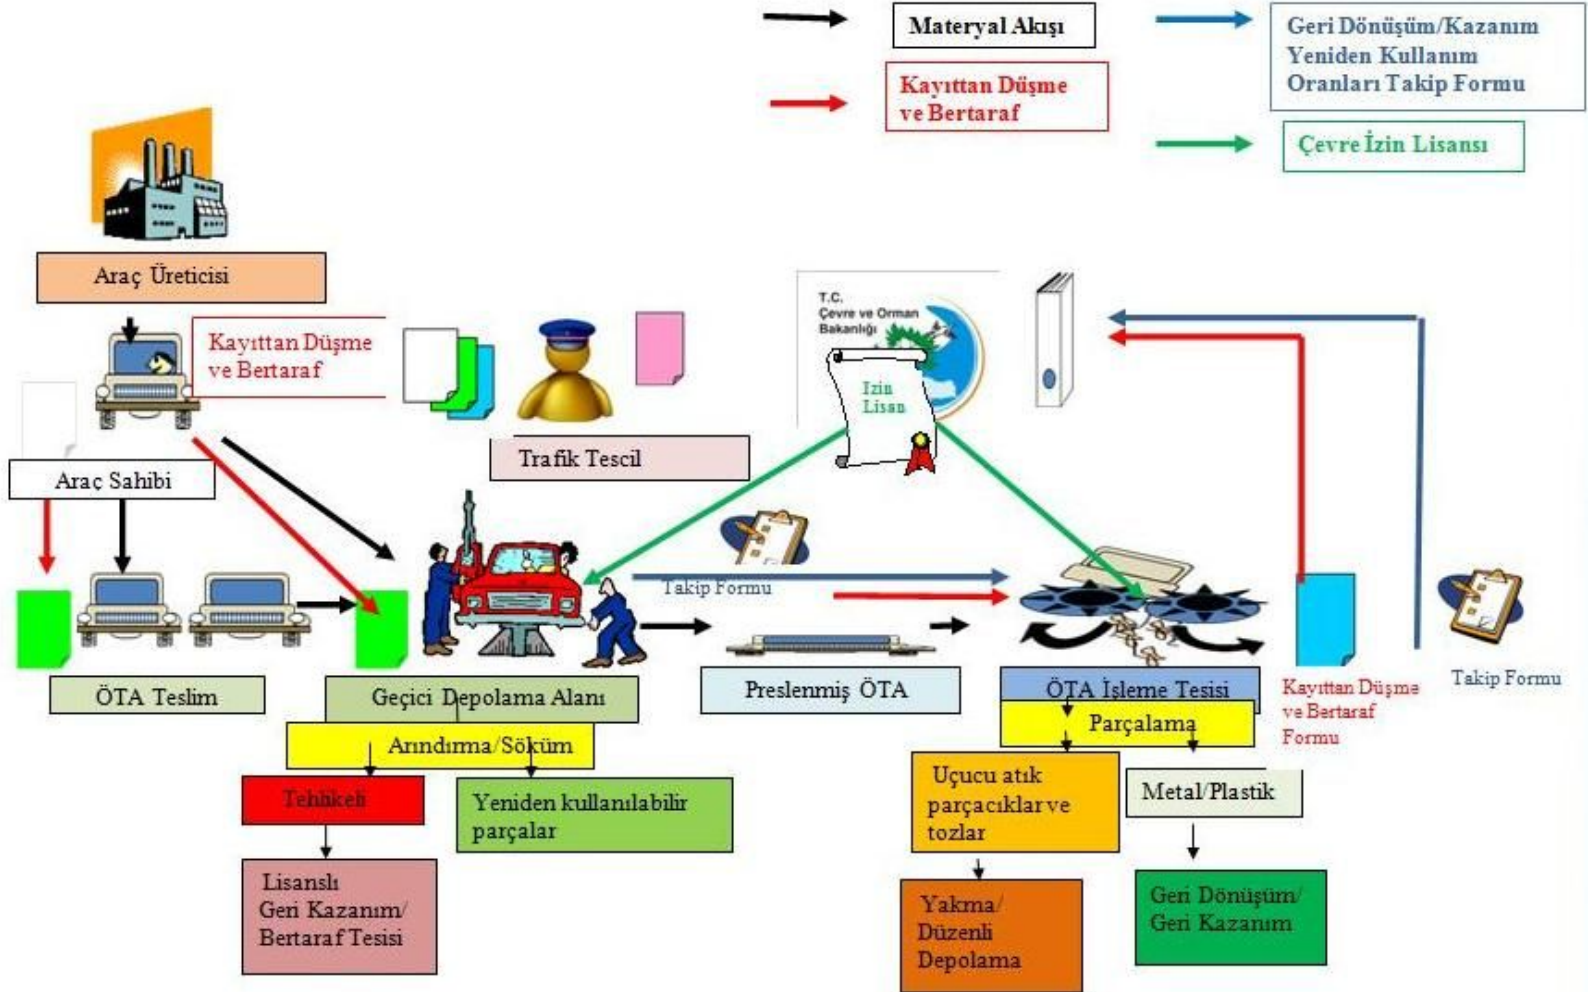 Materyal Akışı
Geri Dönüşüm/Kazanım
Yeniden Kullanım
Oranları Takip Formu
Kayıttan Düşme
ve Bertaraf
Çevre İzin Lisansı
Araç Üreticisi
Kayıttan Düşme
ve Bertaraf
T.C.
Çevre ve Orman
Bakanlığı
Izin
Lisan
Trafik Tescil
Araç Sahibi
Takip Formu
ÖTA Teslim
Geçici Depolama Alanı
Preslenmiş ÖTA
ÖTA İşleme Tesisi
Kayıttan Düşme
ve Bertaraf
Formu
Takip Formu
Arındırma/Söküm
Parçalama
Tehlikeli
Yeniden kullanılabilir
parçalar
Uçucu atık
parçacıklar ve
tozlar
Metal/Plastik
Lisanslı
Geri Kazanım/
Bertaraf Tesisi
Yakma/
Düzenli
Depolama
Geri Dönüşüm/
Geri Kazanım